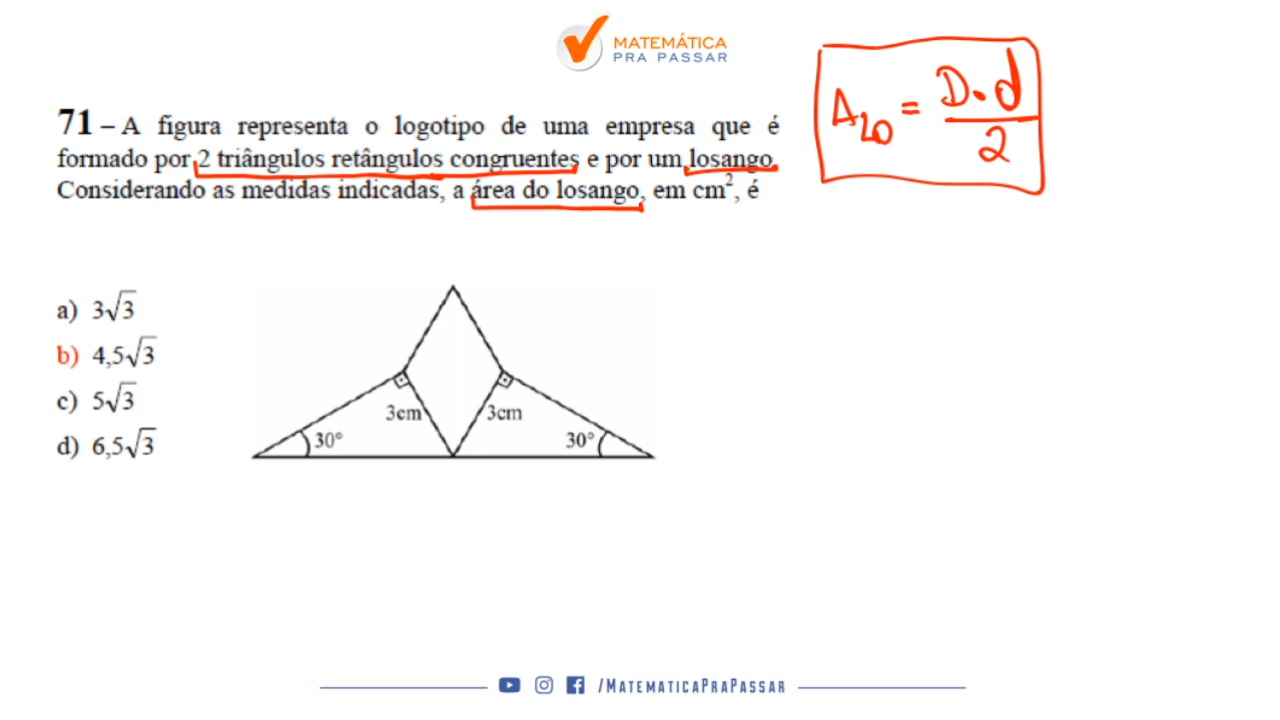 MATEMÁTICA
PRA PASSAR
A_LO = D.d / 2
71 – A figura representa o logotipo de uma empresa que é
formado por 2 triângulos retângulos congruentes e por um losango.
Considerando as medidas indicadas, a área do losango, em cm², é
a) 3√3
b) 4,5√3
c) 5√3
d) 6,5√3
3cm 3cm
30° 30°
/MATEMATICAPRAPASSAR